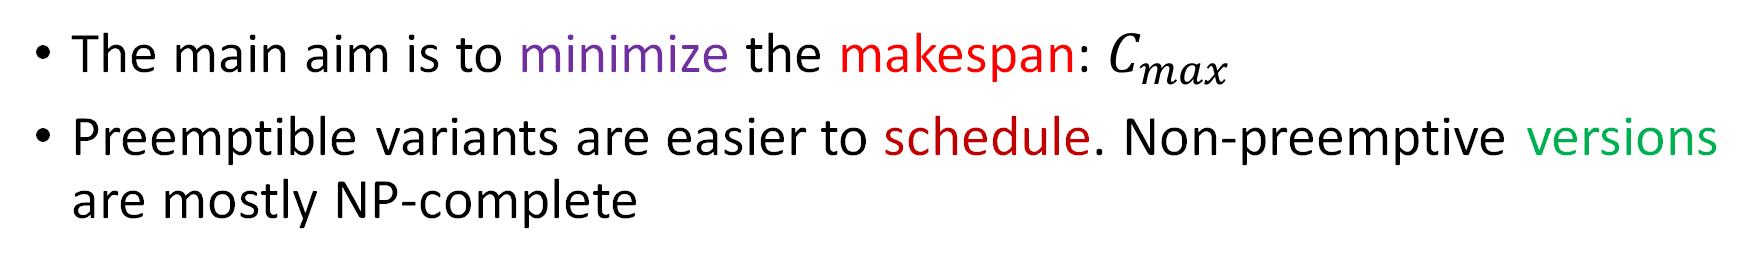 • The main aim is to minimize the makespan: $C_{max}$
• Preemptible variants are easier to schedule. Non-preemptive versions
are mostly NP-complete